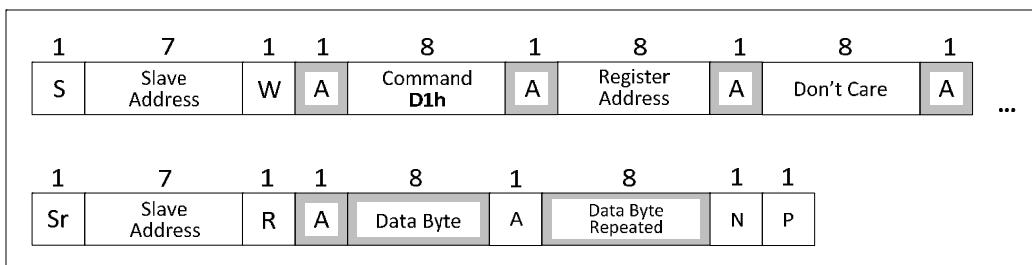 1 7 1 1 8 1 8 1 8 1
S Slave Address W A Command D1h A Register Address A Don't Care A ...
1 7 1 1 8 1 8 1 1
Sr Slave Address R A Data Byte A Data Byte Repeated N P